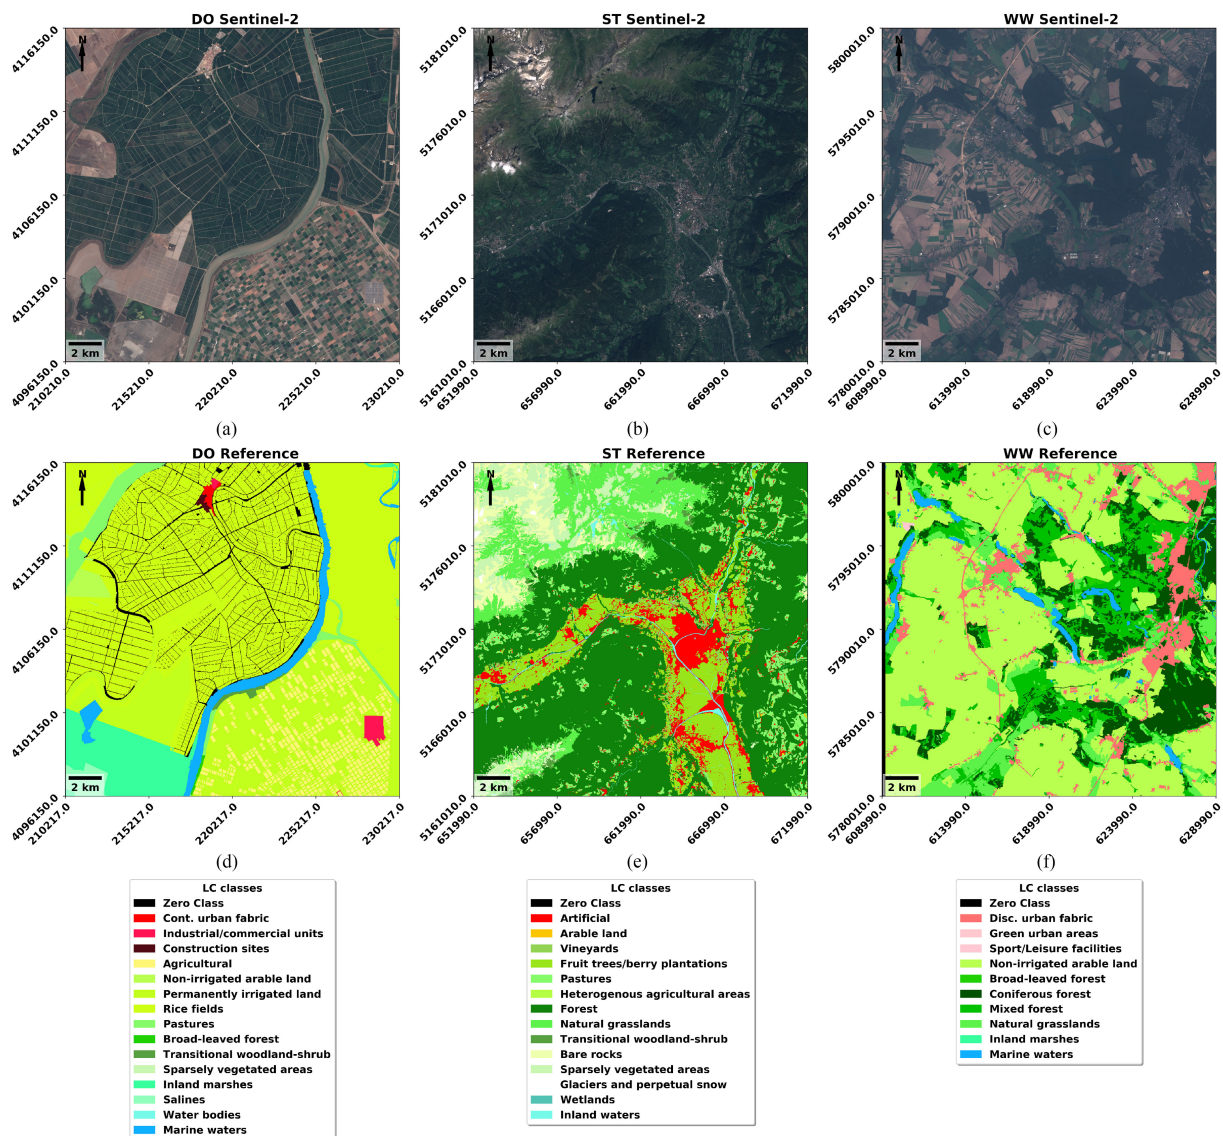 DO Sentinel-2
ST Sentinel-2
WW Sentinel-2
4116150.0
4111150.0
4106150.0
4101150.0
4096150.0
N
2 km
210210.0
215210.0
220210.0
225210.0
230210.0
5181010.0
5176010.0
5171010.0
5166010.0
5161010.0
N
2 km
651990.0
656990.0
661990.0
666990.0
671990.0
5800010.0
5795010.0
5790010.0
5785010.0
5780010.0
N
2 km
608990.0
613990.0
618990.0
623990.0
628990.0
(a)
(b)
(c)
DO Reference
ST Reference
WW Reference
4116150.0
4111150.0
4106150.0
4101150.0
4096150.0
N
2 km
210217.0
215217.0
220217.0
225217.0
230217.0
5181010.0
5176010.0
5171010.0
5166010.0
5161010.0
N
2 km
651990.0
656990.0
661990.0
666990.0
671990.0
5800010.0
5795010.0
5790010.0
5785010.0
5780010.0
N
2 km
608990.0
613990.0
618990.0
623990.0
628990.0
(d)
(e)
(f)
LC classes
Zero Class
Cont. urban fabric
Industrial/commercial units
Construction sites
Agricultural
Non-irrigated arable land
Permanently irrigated land
Rice fields
Pastures
Broad-leaved forest
Transitional woodland-shrub
Sparsely vegetated areas
Inland marshes
Salines
Water bodies
Marine waters
LC classes
Zero Class
Artificial
Arable land
Vineyards
Fruit trees/berry plantations
Pastures
Heterogenous agricultural areas
Forest
Natural grasslands
Transitional woodland-shrub
Bare rocks
Sparsely vegetated areas
Glaciers and perpetual snow
Wetlands
Inland waters
LC classes
Zero Class
Disc. urban fabric
Green urban areas
Sport/Leisure facilities
Non-irrigated arable land
Broad-leaved forest
Coniferous forest
Mixed forest
Natural grasslands
Inland marshes
Marine waters